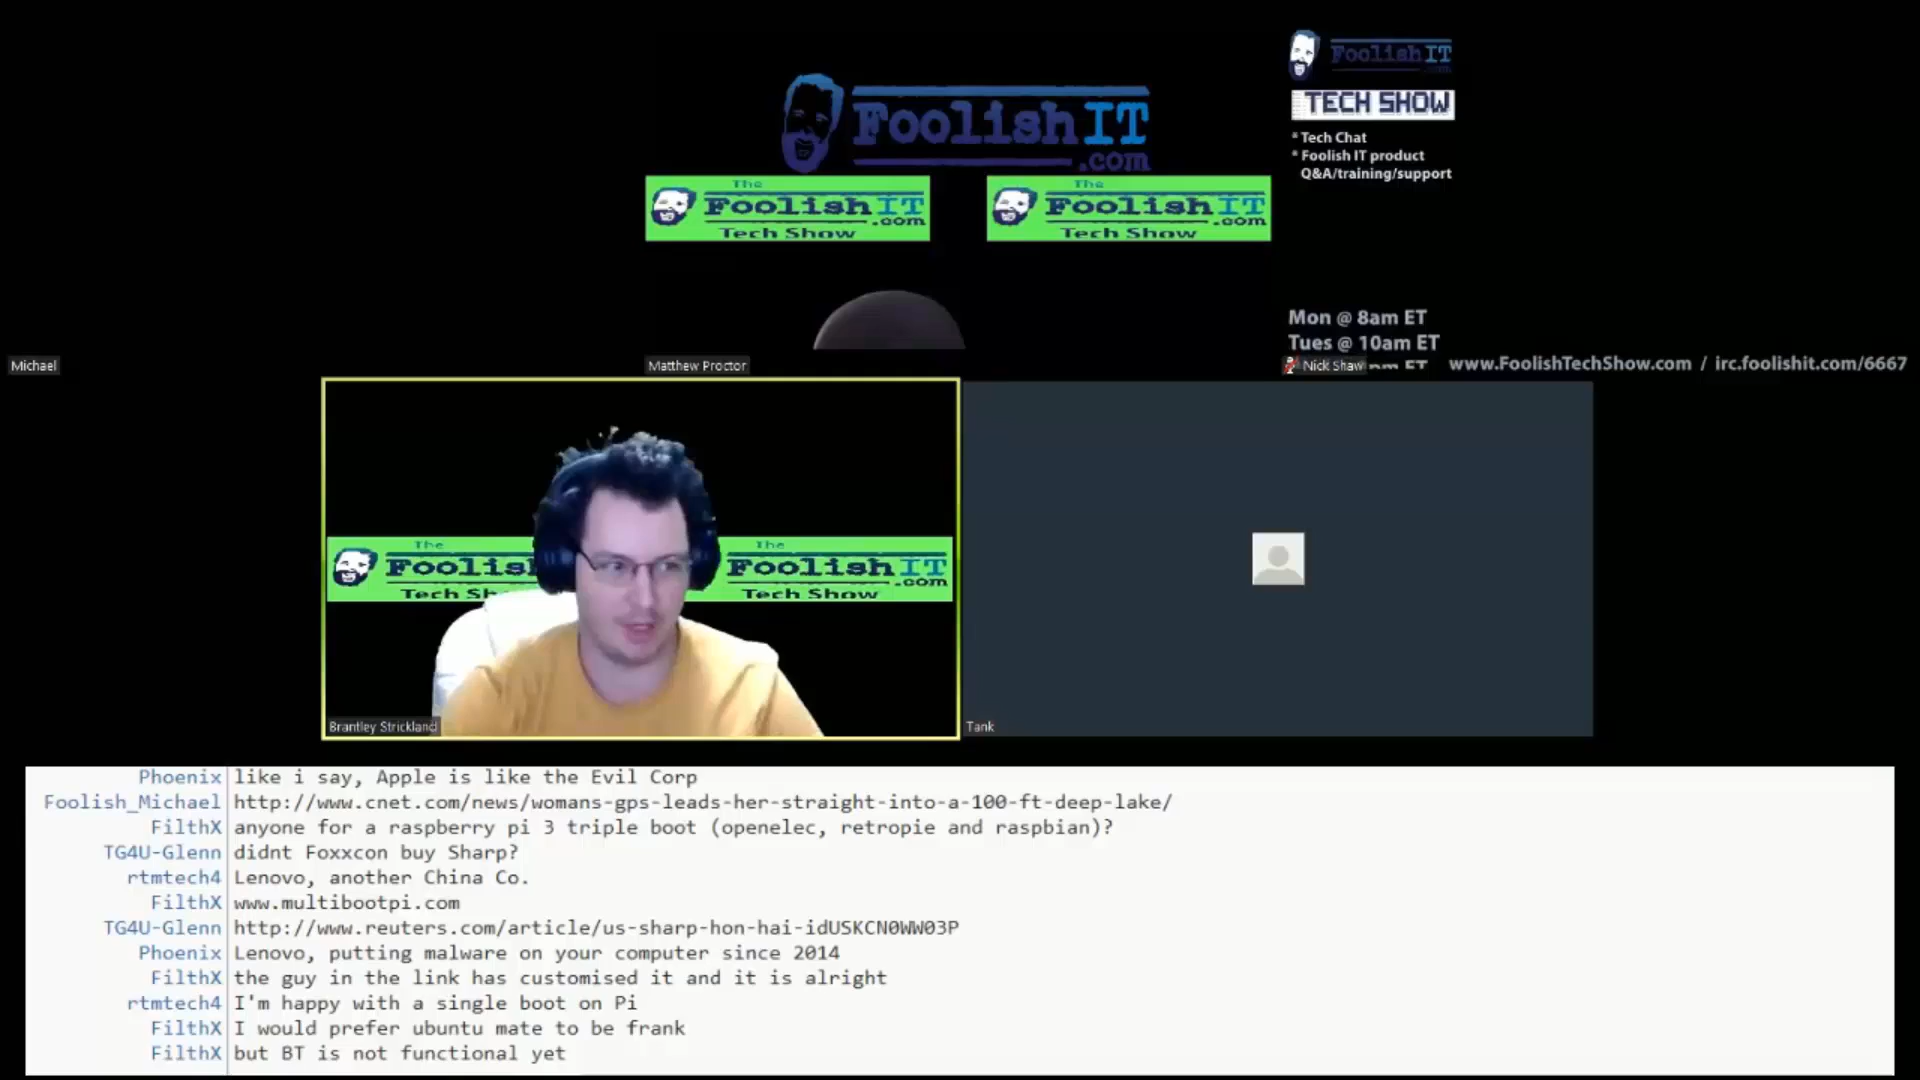 FoolishIT
.com
TECH SHOW
* Tech Chat
* Foolish IT product
Q&A/training/support
FoolishIT
.com
The
FoolishIT
.com
Tech Show
The
FoolishIT
.com
Tech Show
Mon @ 8am ET
Tues @ 10am ET
Michael
Matthew Proctor
Nick Shaw
pm ET
www.FoolishTechShow.com / irc.foolishit.com/6667
The
Foolis
Tech Sh
The
FoolishIT
.com
Tech Show
Brantley Strickland
Tank
Phoenix like i say, Apple is like the Evil Corp
Foolish_Michael http://www.cnet.com/news/womans-gps-leads-her-straight-into-a-100-ft-deep-lake/
FilthX anyone for a raspberry pi 3 triple boot (openelec, retropie and raspbian)?
TG4U-Glenn didnt Foxxcon buy Sharp?
rtmtech4 Lenovo, another China Co.
FilthX www.multibootpi.com
TG4U-Glenn http://www.reuters.com/article/us-sharp-hon-hai-idUSKCN0WW03P
Phoenix Lenovo, putting malware on your computer since 2014
FilthX the guy in the link has customised it and it is alright
rtmtech4 I'm happy with a single boot on Pi
FilthX I would prefer ubuntu mate to be frank
FilthX but BT is not functional yet